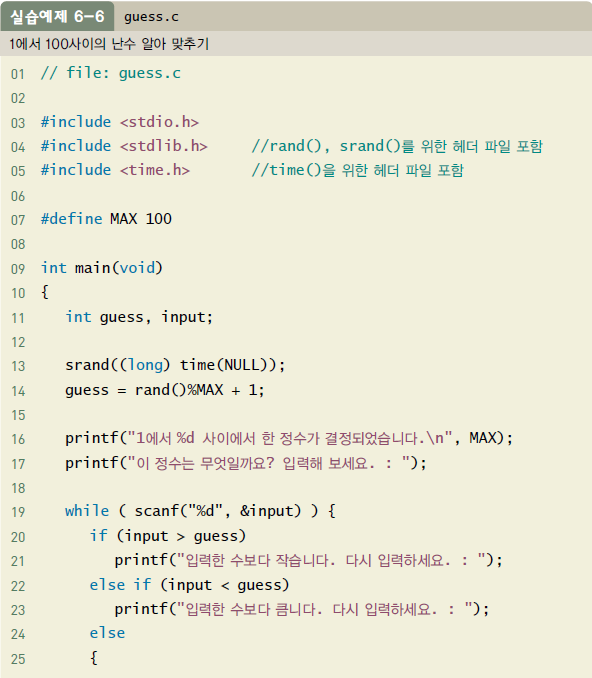 실습예제 6-6 guess.c
1에서 100사이의 난수 알아 맞추기
01 // file: guess.c
02
03 #include <stdio.h>
04 #include <stdlib.h> //rand(), srand()를 위한 헤더 파일 포함
05 #include <time.h> //time()을 위한 헤더 파일 포함
06
07 #define MAX 100
08
09 int main(void)
10 {
11 int guess, input;
12
13 srand((long) time(NULL));
14 guess = rand()%MAX + 1;
15
16 printf("1에서 %d 사이에서 한 정수가 결정되었습니다.\n", MAX);
17 printf("이 정수는 무엇일까요? 입력해 보세요. : ");
18
19 while ( scanf("%d", &input) ) {
20 if (input > guess)
21 printf("입력한 수보다 작습니다. 다시 입력하세요. : ");
22 else if (input < guess)
23 printf("입력한 수보다 큽니다. 다시 입력하세요. : ");
24 else
25 {